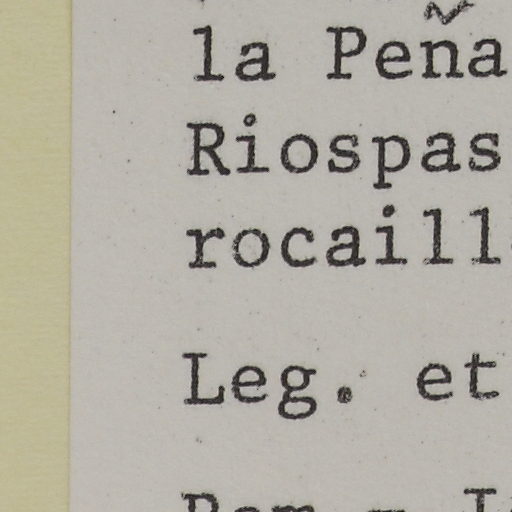 la Peña
Riospas
rocaill
Leg. et